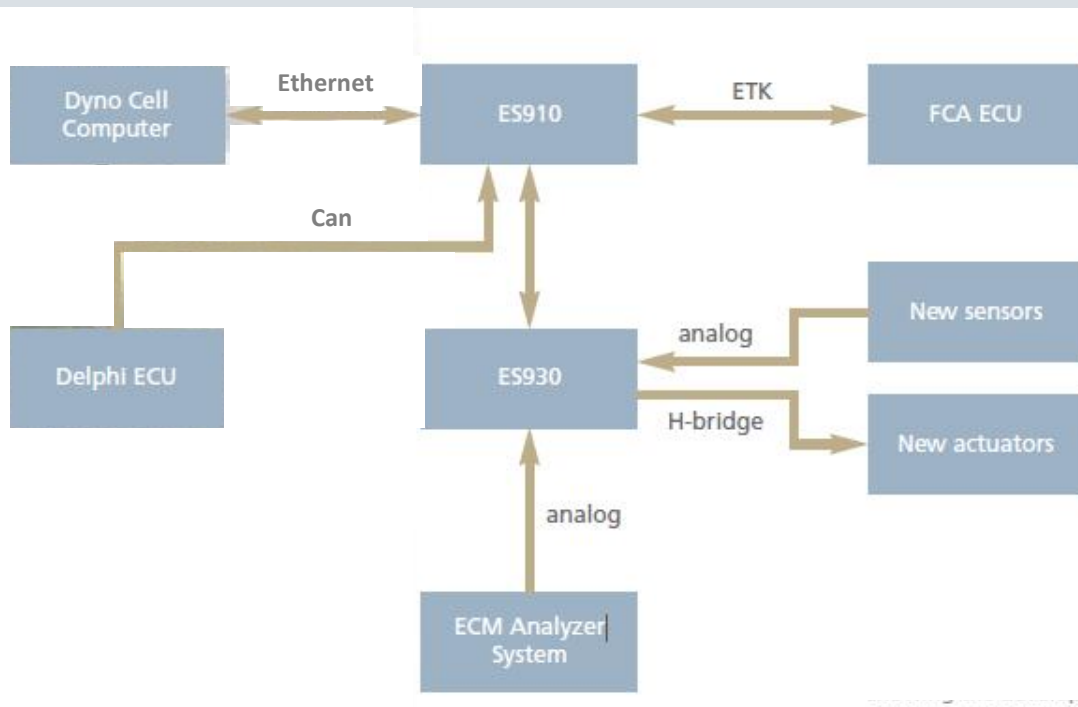 Dyno Cell
Computer
Ethernet
ES910
ETK
FCA ECU
Can
New sensors
analog
Delphi ECU
ES930
H-bridge
New actuators
analog
ECM Analyzer
System